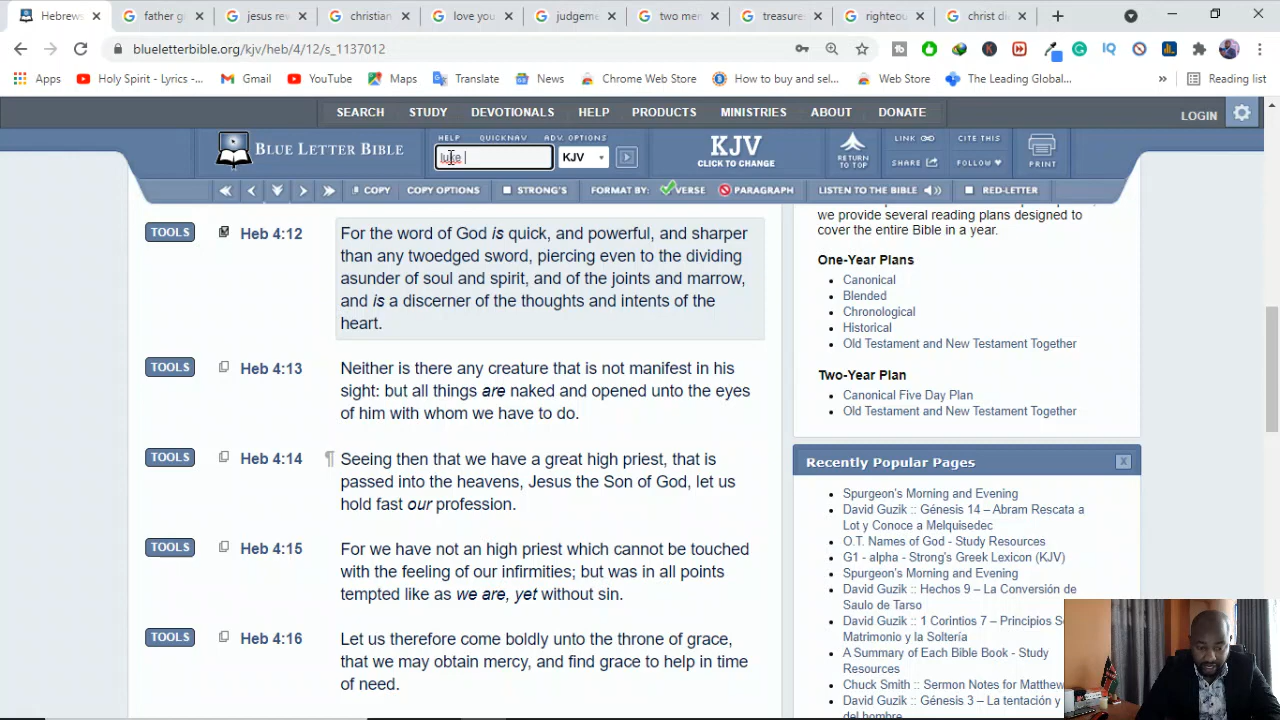 Hebrews
father g
jesus rev
christian
love you
judgeme
two men
treasure
righteou
christ di
blueletterbible.org/kjv/heb/4/12/s_1137012
Apps
Holy Spirit - Lyrics -...
Gmail
YouTube
Maps
Translate
News
Chrome Web Store
How to buy and sel...
Web Store
The Leading Global...
»
Reading list
SEARCH STUDY DEVOTIONALS HELP PRODUCTS MINISTRIES ABOUT DONATE
LOGIN
BLUE LETTER BIBLE
HELP QUICKNAV ADV. OPTIONS
luke
KJV
KJV
CLICK TO CHANGE
RETURN
TO TOP
LINK
CITE THIS
SHARE
FOLLOW
PRINT
COPY COPY OPTIONS STRONG'S FORMAT BY: VERSE PARAGRAPH LISTEN TO THE BIBLE RED-LETTER
TOOLS Heb 4:12 For the word of God is quick, and powerful, and sharper
than any twoedged sword, piercing even to the dividing
asunder of soul and spirit, and of the joints and marrow,
and is a discerner of the thoughts and intents of the
heart.
TOOLS Heb 4:13 Neither is there any creature that is not manifest in his
sight: but all things are naked and opened unto the eyes
of him with whom we have to do.
TOOLS Heb 4:14 ¶ Seeing then that we have a great high priest, that is
passed into the heavens, Jesus the Son of God, let us
hold fast our profession.
TOOLS Heb 4:15 For we have not an high priest which cannot be touched
with the feeling of our infirmities; but was in all points
tempted like as we are, yet without sin.
TOOLS Heb 4:16 Let us therefore come boldly unto the throne of grace,
that we may obtain mercy, and find grace to help in time
of need.
we provide several reading plans designed to
cover the entire Bible in a year.
One-Year Plans
Canonical
Blended
Chronological
Historical
Old Testament and New Testament Together
Two-Year Plan
Canonical Five Day Plan
Old Testament and New Testament Together
Recently Popular Pages
X
Spurgeon's Morning and Evening
David Guzik :: Génesis 14 – Abram Rescata a
Lot y Conoce a Melquisedec
O.T. Names of God - Study Resources
G1 - alpha - Strong's Greek Lexicon (KJV)
Spurgeon's Morning and Evening
David Guzik :: Hechos 9 – La Conversión de
Saulo de Tarso
David Guzik :: 1 Corintios 7 – Principios S
Matrimonio y la Soltería
A Summary of Each Bible Book - Study
Resources
Chuck Smith :: Sermon Notes for Matthew
David Guzik :: Génesis 3 – La tentación y
del hombre